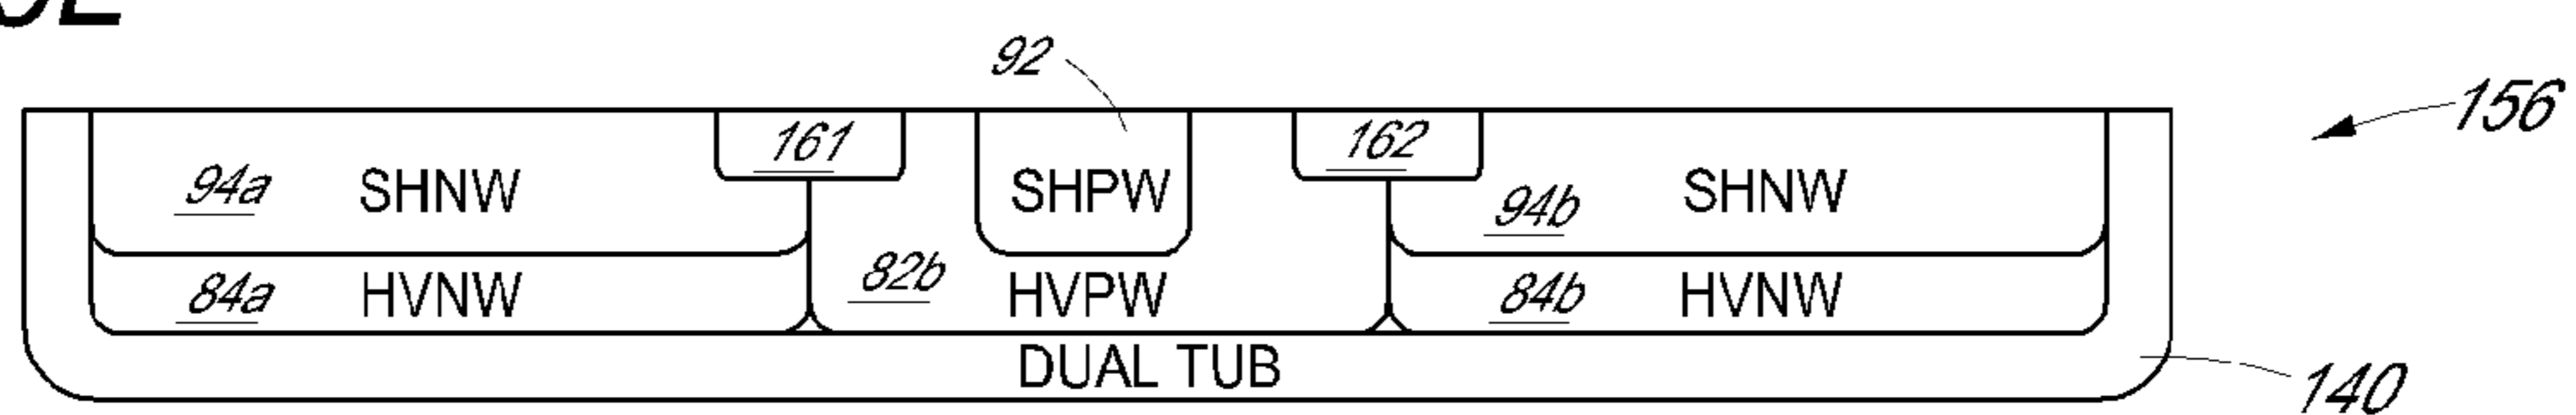 92
156
161
162
94a SHNW
SHPW
94b SHNW
84a HVNW
82b HVPW
84b HVNW
DUAL TUB
140